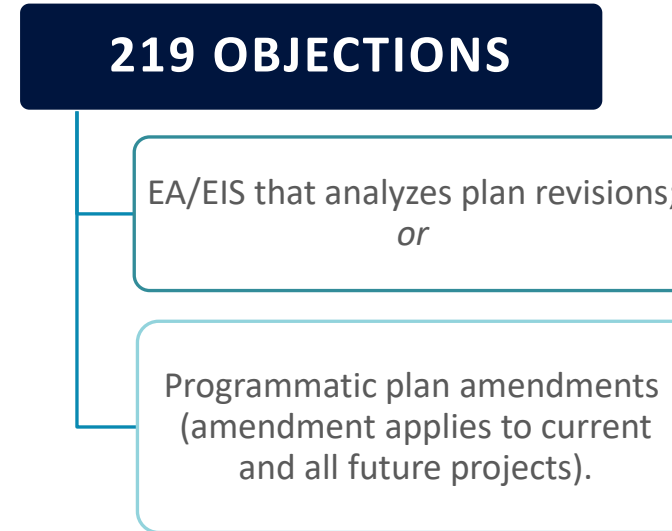 219 OBJECTIONS
EA/EIS that analyzes plan revisions;
or
Programmatic plan amendments
(amendment applies to current
and all future projects).